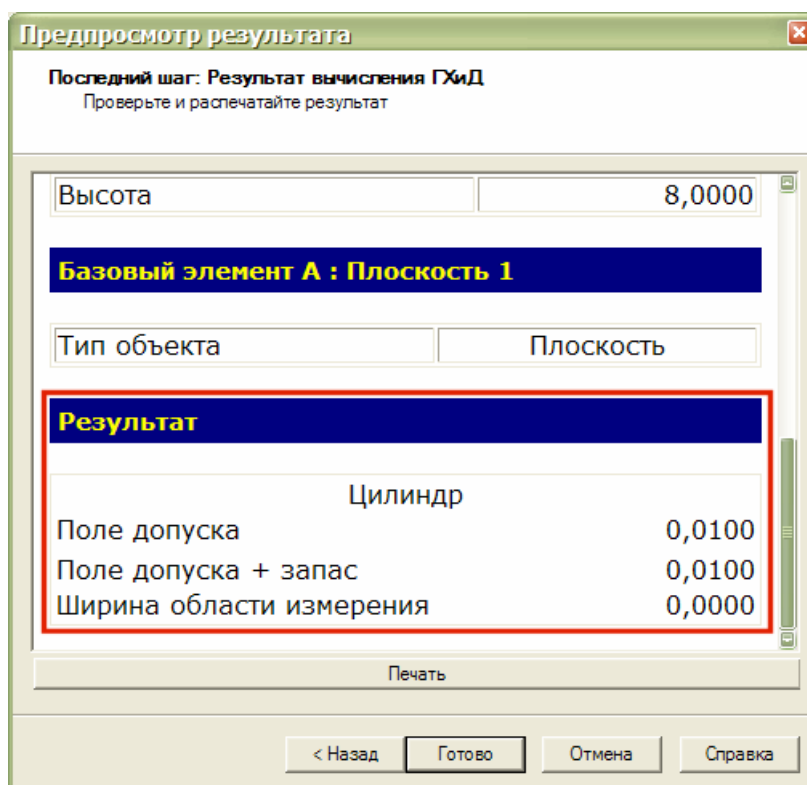 Предпросмотр результата
Последний шаг: Результат вычисления ГХиД
Проверьте и распечатайте результат
Высота 8,0000
Базовый элемент A : Плоскость 1
Тип объекта Плоскость
Результат
Цилиндр
Поле допуска 0,0100
Поле допуска + запас 0,0100
Ширина области измерения 0,0000
Печать
< Назад Готово Отмена Справка